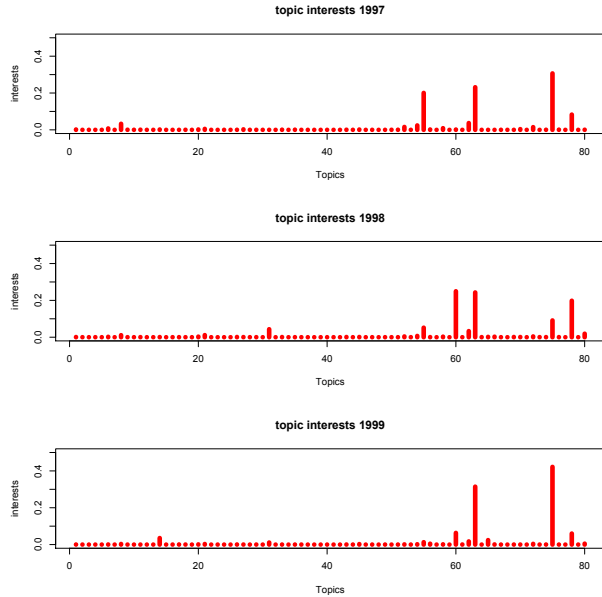 topic interests 1997
interests
0.0 0.2 0.4
0 20 40 60 80
Topics
topic interests 1998
interests
0.0 0.2 0.4
0 20 40 60 80
Topics
topic interests 1999
interests
0.0 0.2 0.4
0 20 40 60 80
Topics